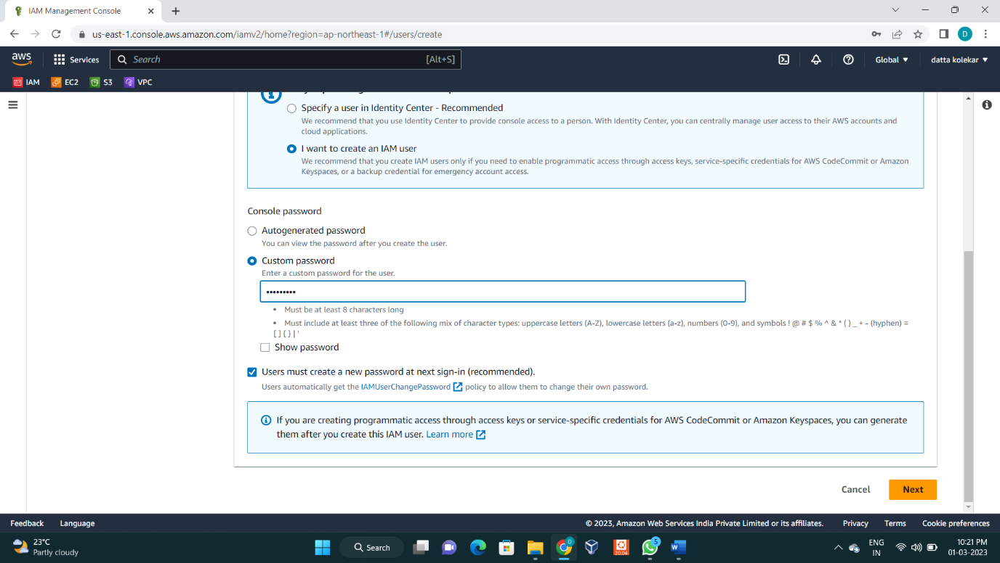 IAM Management Console
us-east-1.console.aws.amazon.com/iamv2/home?region=ap-northeast-1#/users/create
D
aws
Services
Search
[Alt+S]
Global
datta kolekar
IAM
EC2
S3
VPC
Specify a user in Identity Center - Recommended
We recommend that you use Identity Center to provide console access to a person. With Identity Center, you can centrally manage user access to their AWS accounts and
cloud applications.
I want to create an IAM user
We recommend that you create IAM users only if you need to enable programmatic access through access keys, service-specific credentials for AWS CodeCommit or Amazon
Keyspaces, or a backup credential for emergency account access.
Console password
Autogenerated password
You can view the password after you create the user.
Custom password
Enter a custom password for the user.
•••••••••
• Must be at least 8 characters long
• Must include at least three of the following mix of character types: uppercase letters (A-Z), lowercase letters (a-z), numbers (0-9), and symbols ! @ # $ % ^ & * ( ) _ + - (hyphen) =
[ ] { } | '
Show password
Users must create a new password at next sign-in (recommended).
Users automatically get the IAMUserChangePassword policy to allow them to change their own password.
If you are creating programmatic access through access keys or service-specific credentials for AWS CodeCommit or Amazon Keyspaces, you can generate
them after you create this IAM user. Learn more
Cancel
Next
Feedback
Language
© 2023, Amazon Web Services India Private Limited or its affiliates.
Privacy
Terms
Cookie preferences
23°C
Partly cloudy
Search
D
20.04
5
W
ENG
IN
10:21 PM
01-03-2023